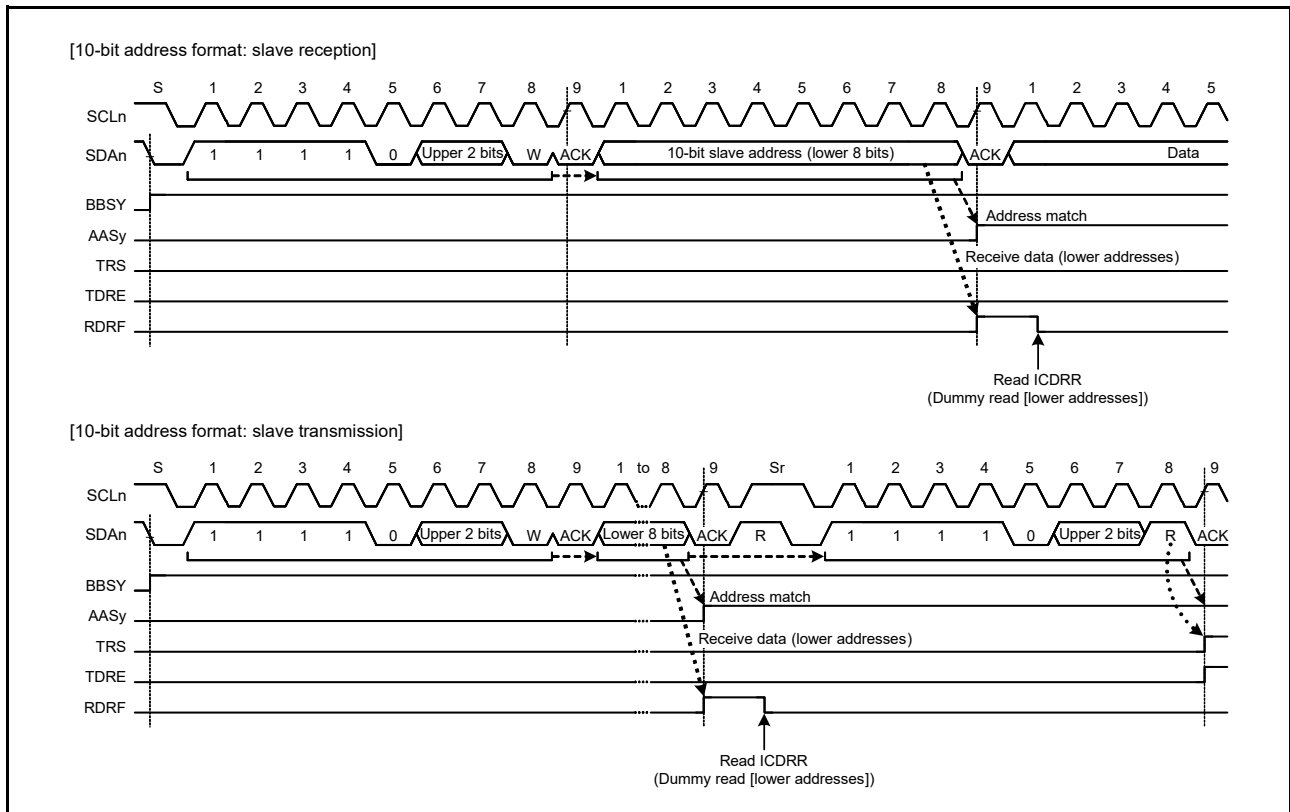 [10-bit address format: slave reception]
S 1 2 3 4 5 6 7 8 9 1 2 3 4 5 6 7 8 9 1 2 3 4 5
SCLn
SDAn 1 1 1 1 0 Upper 2 bits W ACK 10-bit slave address (lower 8 bits) ACK Data
BBSY
Address match
AASy
Receive data (lower addresses)
TRS
TDRE
RDRF
Read ICDRR
(Dummy read [lower addresses])
[10-bit address format: slave transmission]
S 1 2 3 4 5 6 7 8 9 1 to 8 9 Sr 1 2 3 4 5 6 7 8 9
SCLn
SDAn 1 1 1 1 0 Upper 2 bits W ACK Lower 8 bits ACK R 1 1 1 1 0 Upper 2 bits R ACK
BBSY
Address match
AASy
Receive data (lower addresses)
TRS
TDRE
RDRF
Read ICDRR
(Dummy read [lower addresses])